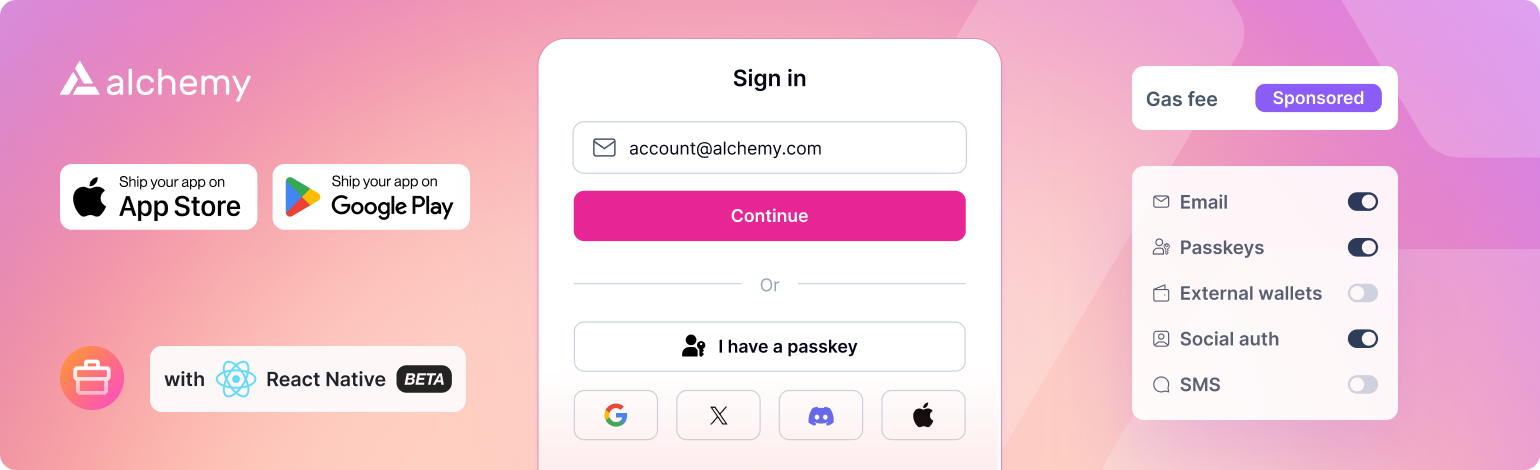 alchemy
Ship your app on
App Store
Ship your app on
Google Play
with React Native BETA
Sign in
account@alchemy.com
Continue
Or
I have a passkey
Gas fee Sponsored
Email
Passkeys
External wallets
Social auth
SMS